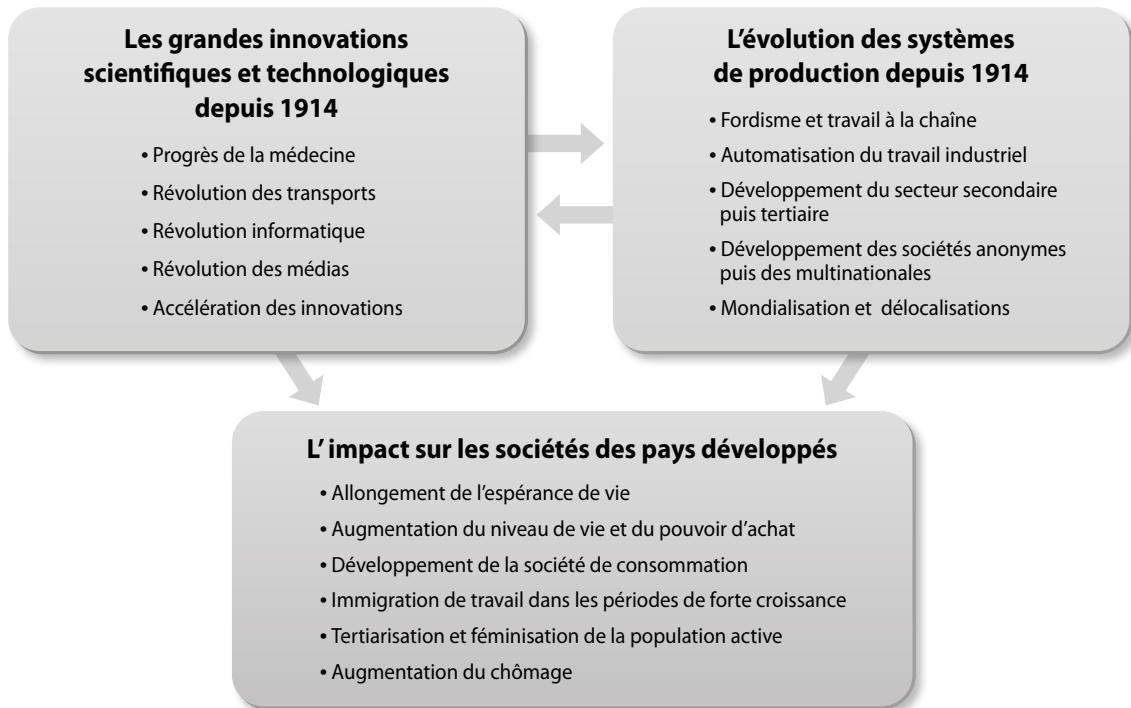 Les grandes innovations
scientifiques et technologiques
depuis 1914
• Progrès de la médecine
• Révolution des transports
• Révolution informatique
• Révolution des médias
• Accélération des innovations
L'évolution des systèmes
de production depuis 1914
• Fordisme et travail à la chaîne
• Automatisation du travail industriel
• Développement du secteur secondaire
puis tertiaire
• Développement des sociétés anonymes
puis des multinationales
• Mondialisation et délocalisations
L' impact sur les sociétés des pays développés
• Allongement de l'espérance de vie
• Augmentation du niveau de vie et du pouvoir d'achat
• Développement de la société de consommation
• Immigration de travail dans les périodes de forte croissance
• Tertiarisation et féminisation de la population active
• Augmentation du chômage